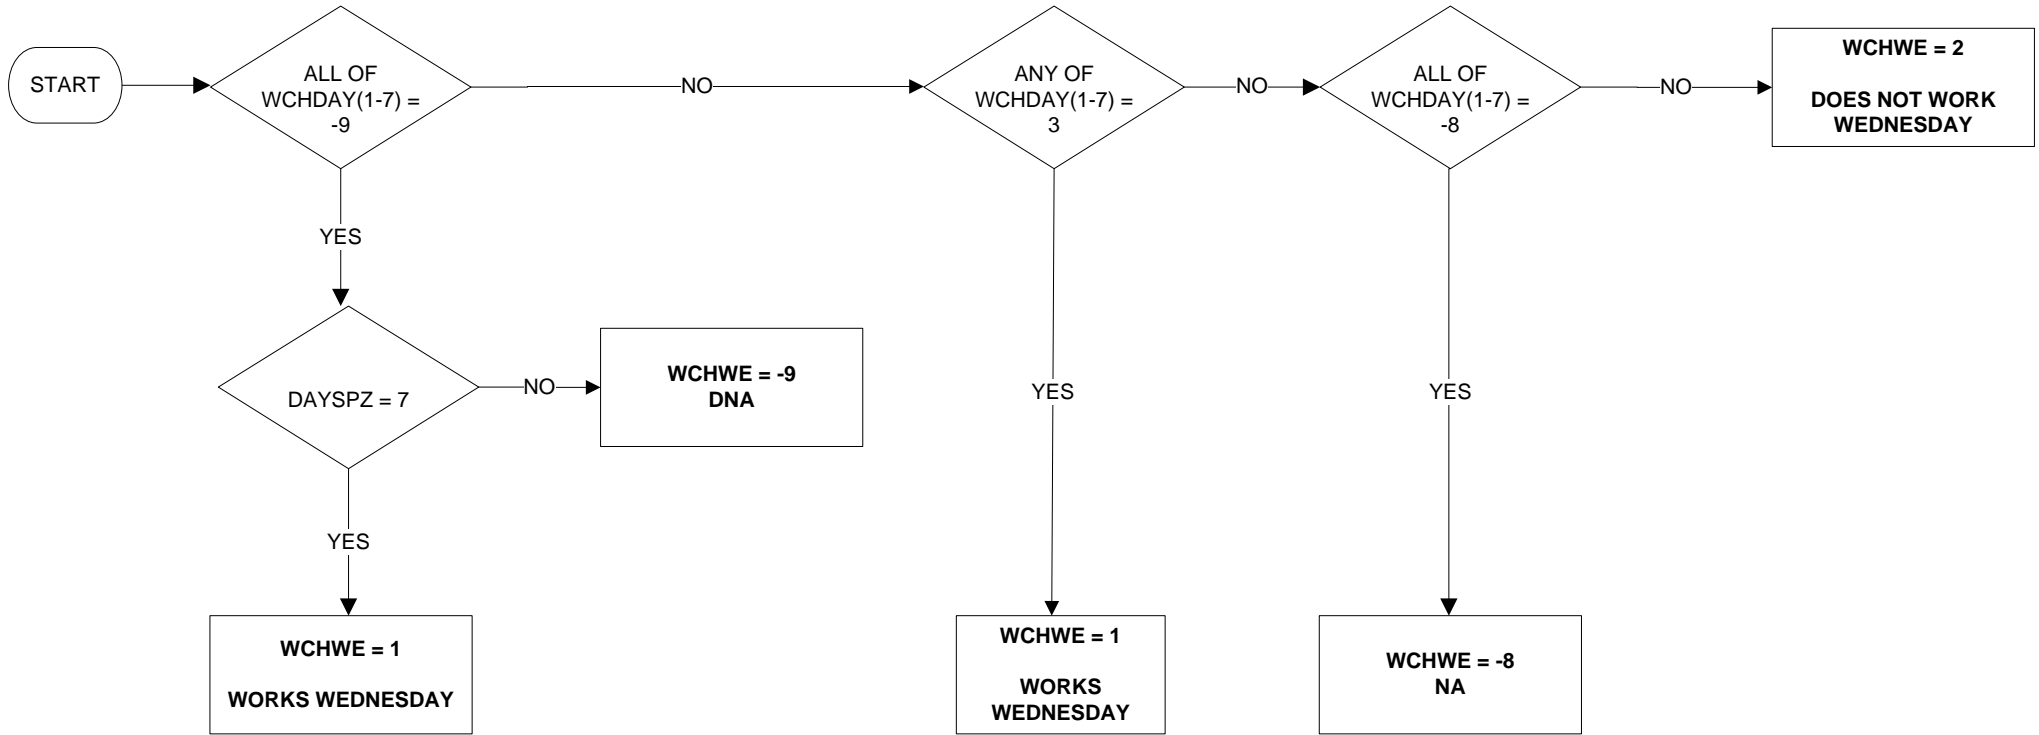 START
ALL OF
WCHDAY(1-7) =
-9
NO
ANY OF
WCHDAY(1-7) =
3
NO
ALL OF
WCHDAY(1-7) =
-8
NO
WCHWE = 2
DOES NOT WORK
WEDNESDAY
YES
DAYSPZ = 7
NO
WCHWE = -9
DNA
YES
YES
YES
WCHWE = 1
WORKS WEDNESDAY
WCHWE = 1
WORKS
WEDNESDAY
WCHWE = -8
NA